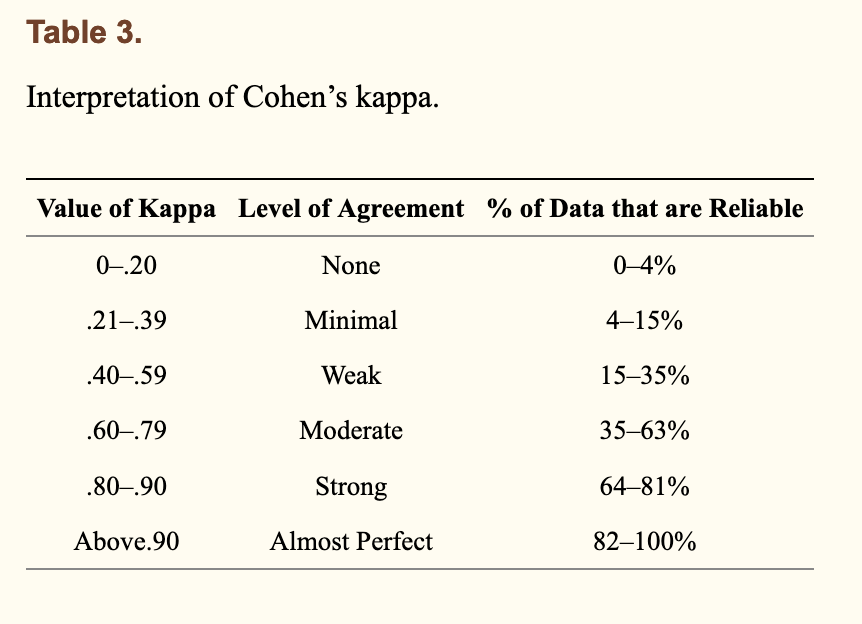 Table 3.
Interpretation of Cohen’s kappa.
Value of Kappa Level of Agreement % of Data that are Reliable
0–.20 None 0–4%
.21–.39 Minimal 4–15%
.40–.59 Weak 15–35%
.60–.79 Moderate 35–63%
.80–.90 Strong 64–81%
Above.90 Almost Perfect 82–100%